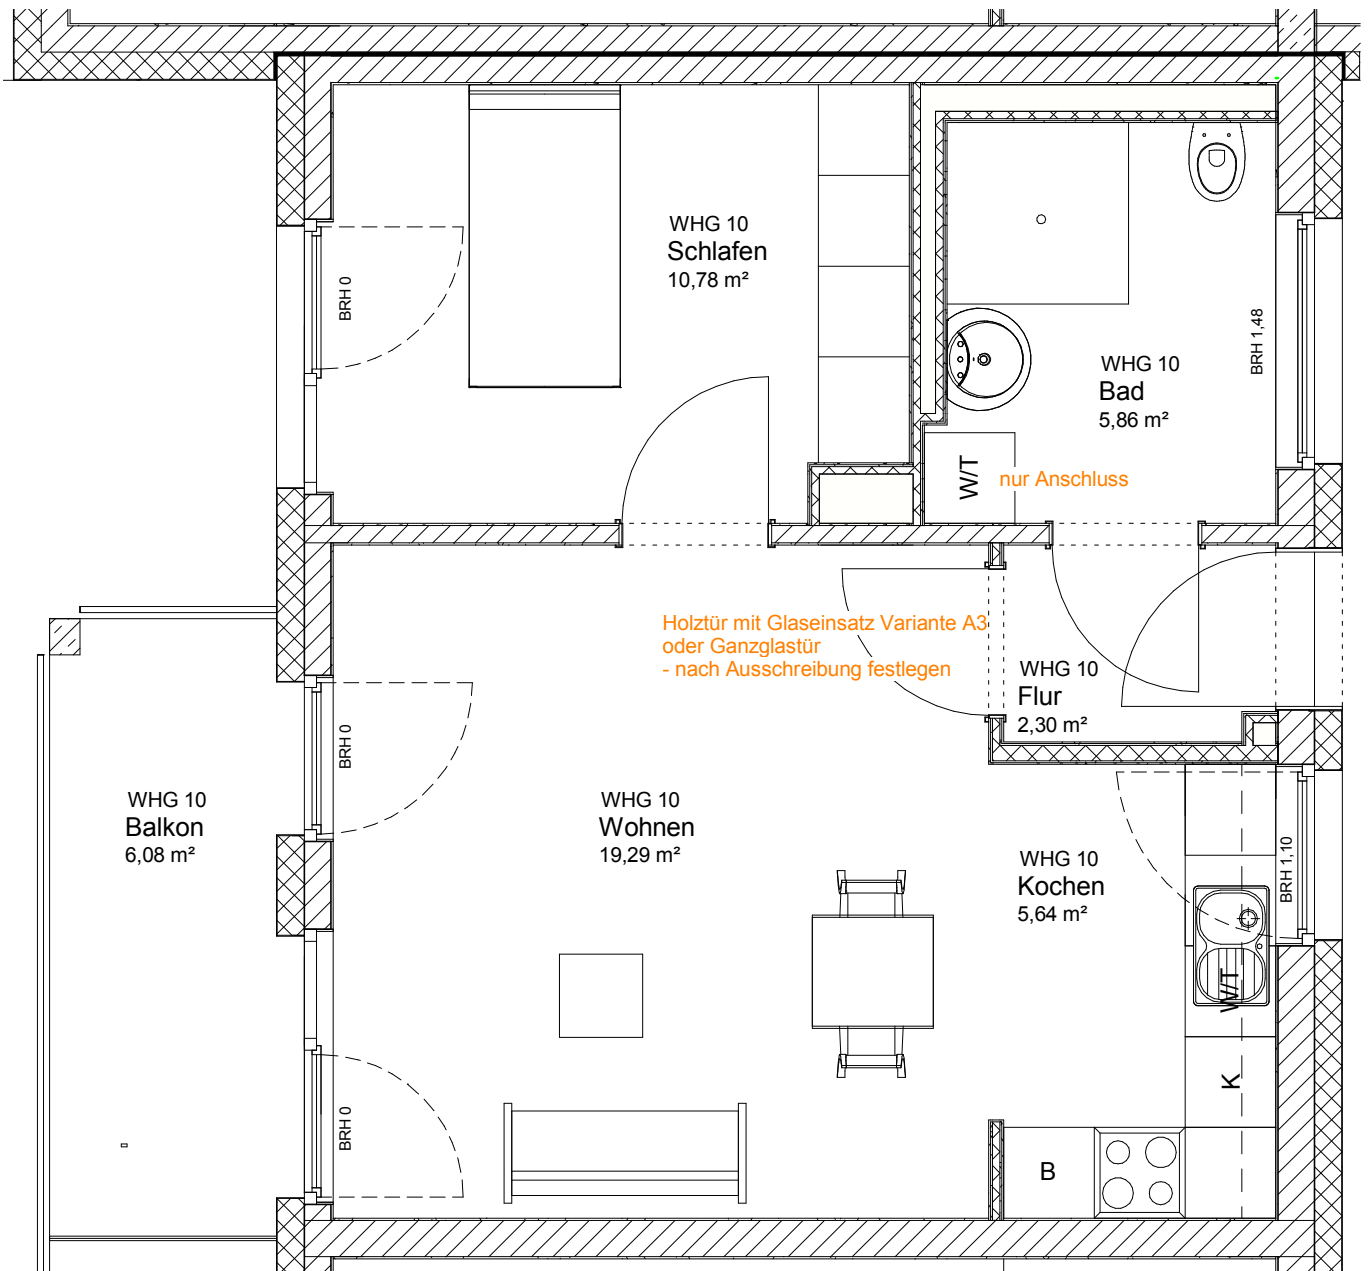 WHG 10
Schlafen
10,78 m²
BRH 0
WHG 10
Bad
5,86 m²
BRH 1,48
W/T
nur Anschluss
Holztür mit Glaseinsatz Variante A3
oder Ganzglastür
- nach Ausschreibung festlegen
WHG 10
Flur
2,30 m²
BRH 0
WHG 10
Balkon
6,08 m²
WHG 10
Wohnen
19,29 m²
WHG 10
Kochen
5,64 m²
BRH 1,10
W/T
K
BRH 0
B